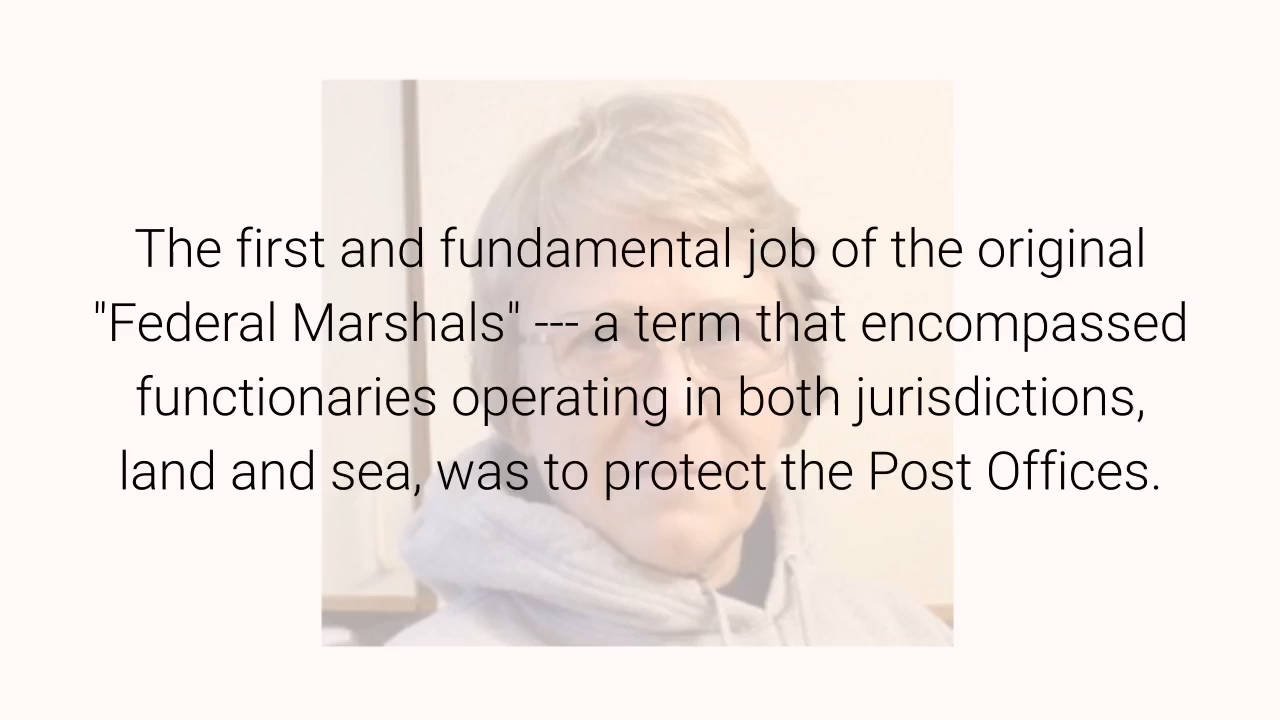 The first and fundamental job of the original
"Federal Marshals" --- a term that encompassed
functionaries operating in both jurisdictions,
land and sea, was to protect the Post Offices.